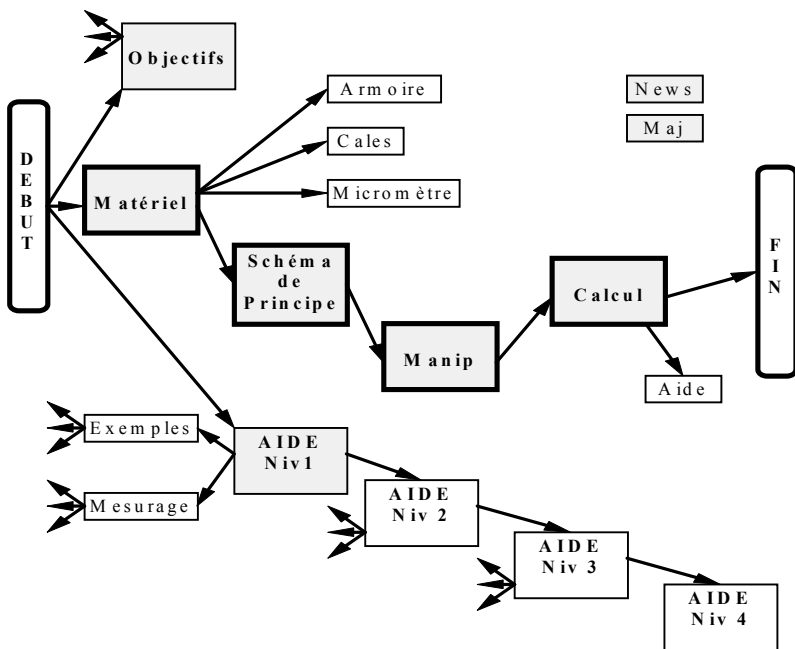 Objectifs
Armoire
News
Cales
Maj
DEBUT
Matériel
Micromètre
Schéma
de
Principe
Calcul
FIN
Manip
Aide
Exemples
AIDE
Niv1
Mesurage
AIDE
Niv 2
AIDE
Niv 3
AIDE
Niv 4